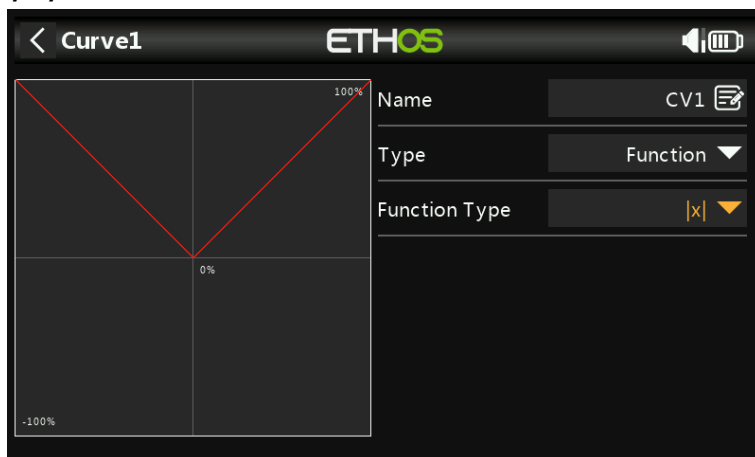 Curve1
ETHOS
100%
Name
CV1
Type
Function
Function Type
|x|
0%
-100%